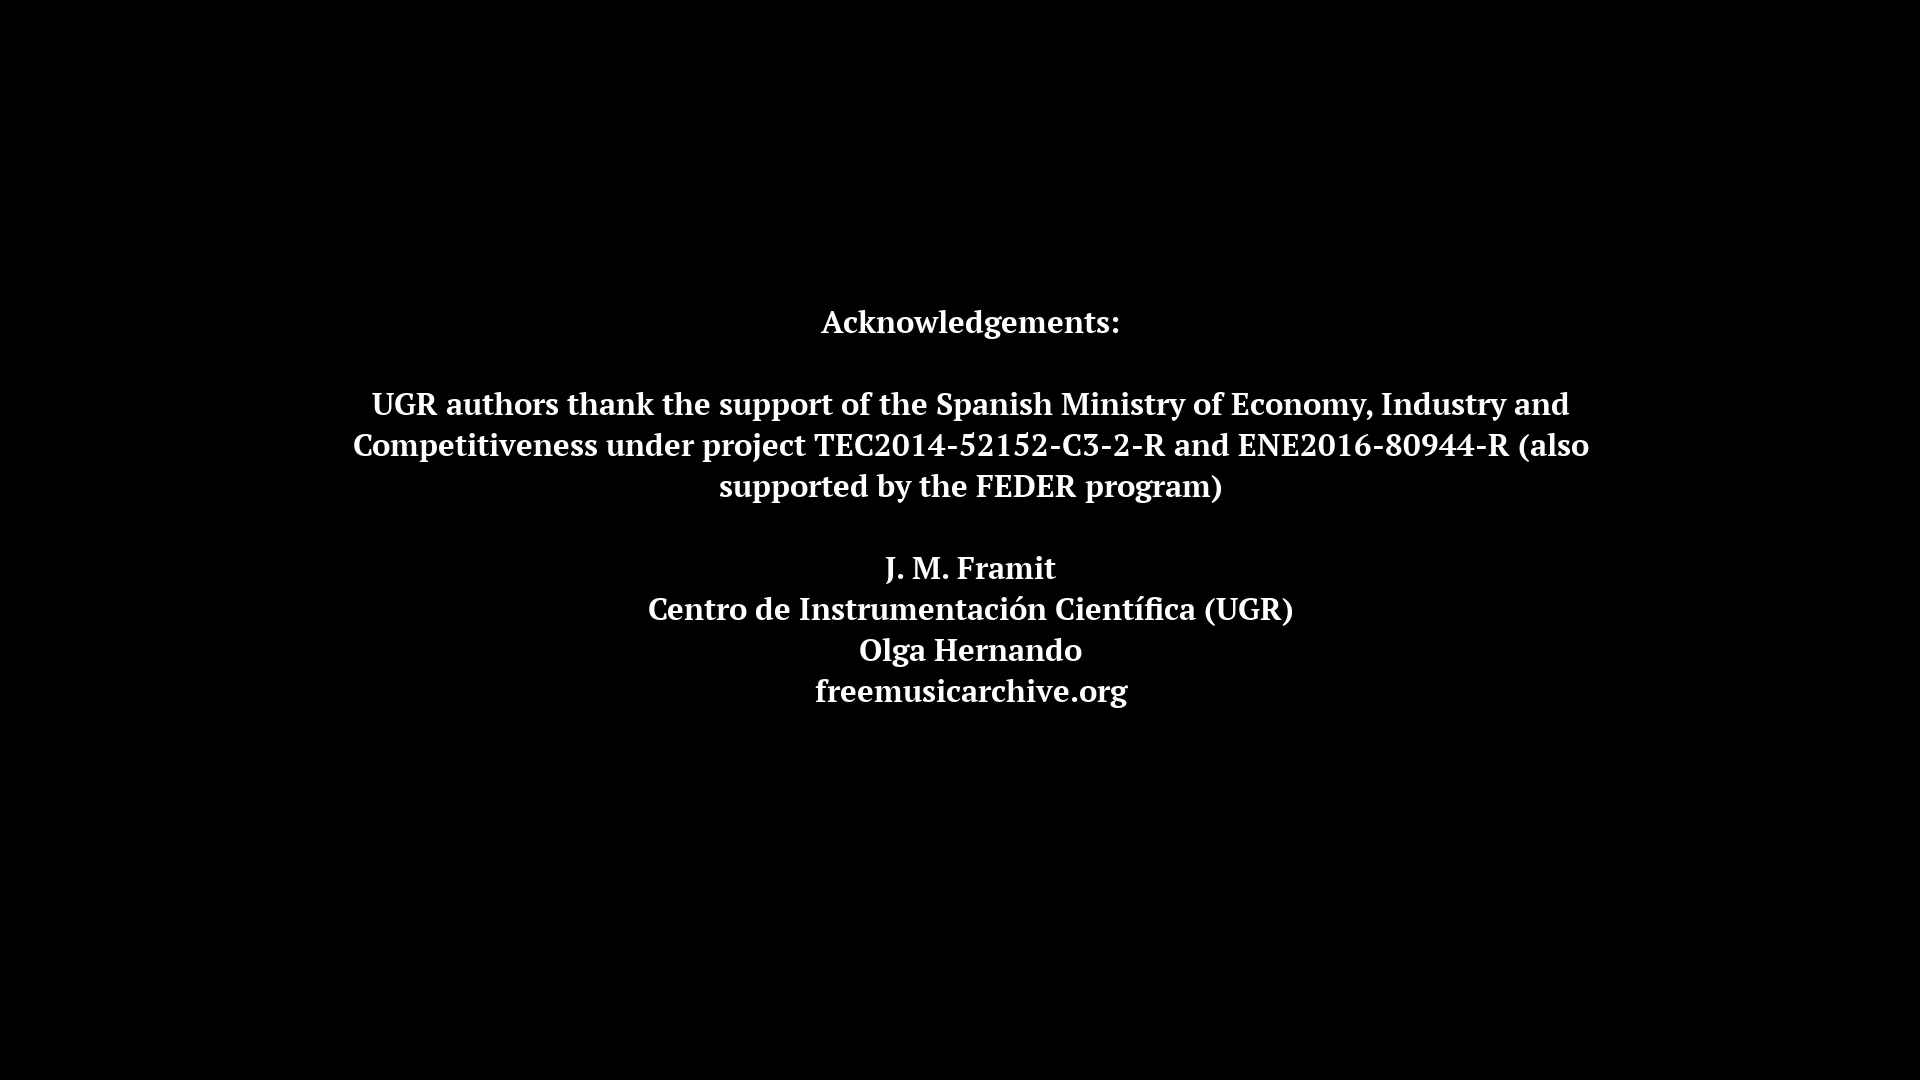 Acknowledgements:
UGR authors thank the support of the Spanish Ministry of Economy, Industry and
Competitiveness under project TEC2014-52152-C3-2-R and ENE2016-80944-R (also
supported by the FEDER program)
J. M. Framit
Centro de Instrumentación Científica (UGR)
Olga Hernando
freemusicarchive.org